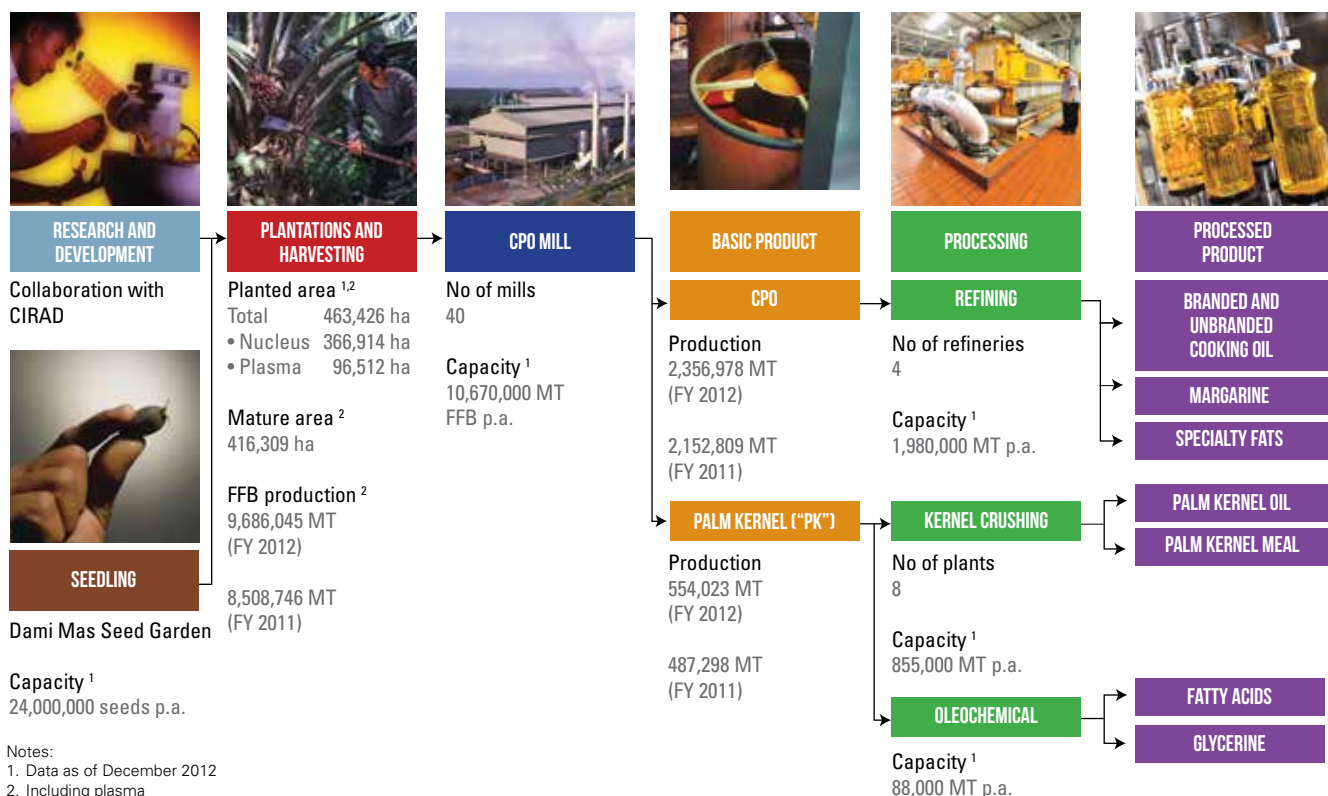 RESEARCH AND
DEVELOPMENT
Collaboration with
CIRAD
SEEDLING
Dami Mas Seed Garden
Capacity 1
24,000,000 seeds p.a.
PLANTATIONS AND
HARVESTING
Planted area 1,2
Total 463,426 ha
• Nucleus 366,914 ha
• Plasma 96,512 ha
Mature area 2
416,309 ha
FFB production 2
9,686,045 MT
(FY 2012)
8,508,746 MT
(FY 2011)
CPO MILL
No of mills
40
Capacity 1
10,670,000 MT
FFB p.a.
BASIC PRODUCT
CPO
Production
2,356,978 MT
(FY 2012)
2,152,809 MT
(FY 2011)
PALM KERNEL (“PK”)
Production
554,023 MT
(FY 2012)
487,298 MT
(FY 2011)
PROCESSING
REFINING
No of refineries
4
Capacity 1
1,980,000 MT p.a.
KERNEL CRUSHING
No of plants
8
Capacity 1
855,000 MT p.a.
OLEOCHEMICAL
Capacity 1
88,000 MT p.a.
PROCESSED
PRODUCT
BRANDED AND
UNBRANDED
COOKING OIL
MARGARINE
SPECIALTY FATS
PALM KERNEL OIL
PALM KERNEL MEAL
FATTY ACIDS
GLYCERINE
Notes:
1. Data as of December 2012
2. Including plasma